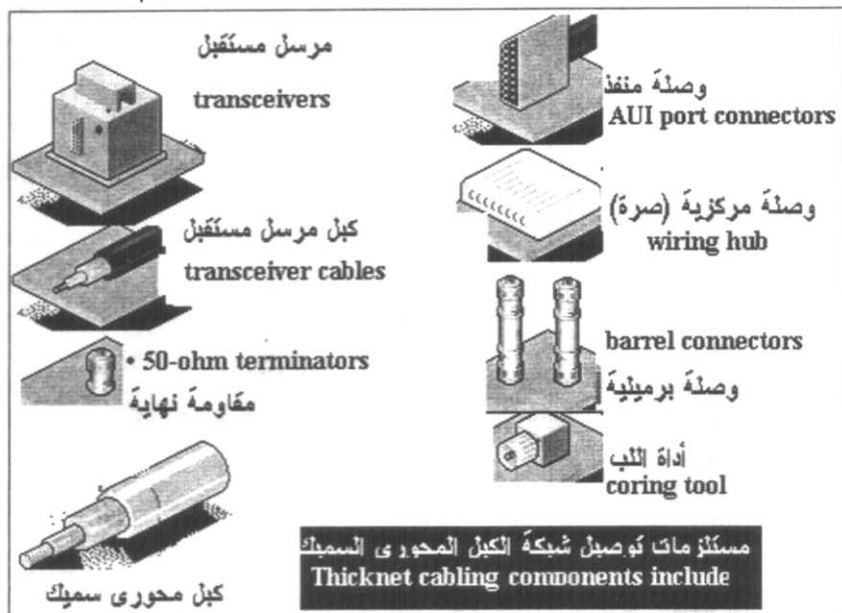 مرسل مستقبل
transceivers
كبل مرسل مستقبل
transceiver cables
• 50-ohm terminators
مقاومة نهاية
كبل محورى سميك
وصلة منفذ
AUI port connectors
وصلة مركزية (صرة)
wiring hub
barrel connectors
وصلة برميلية
أداة اللب
coring tool
مستلزمات توصيل شبكة الكبل المحورى السميك
Thicknet cabling components include